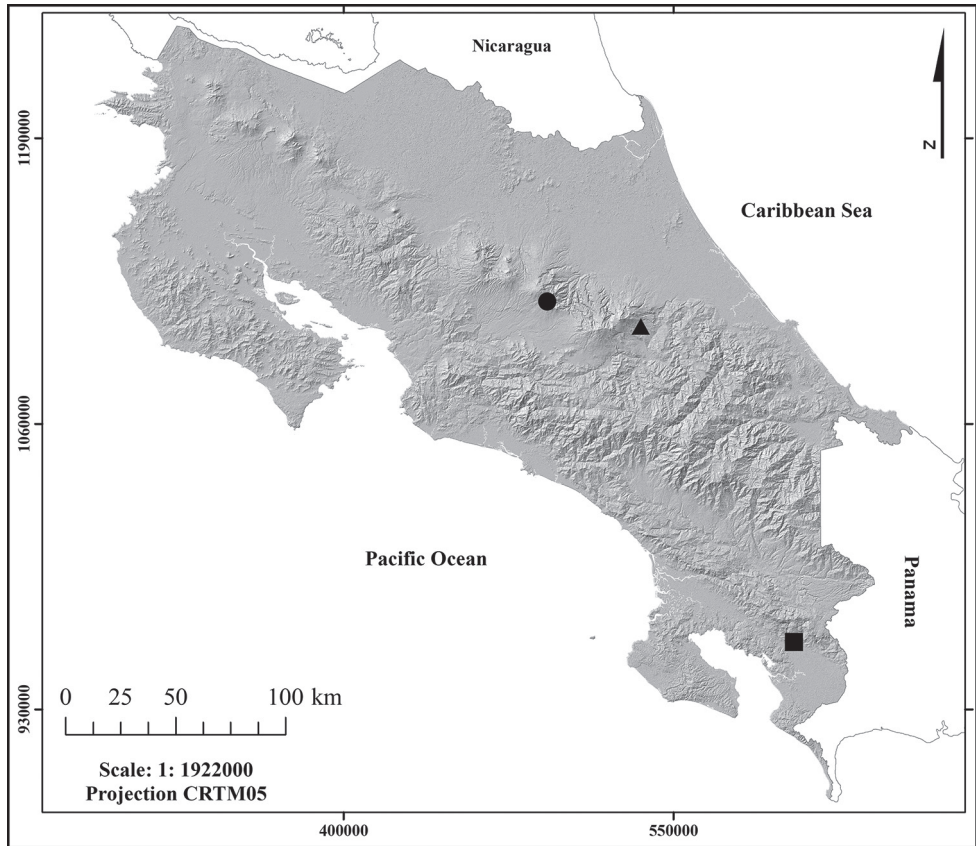 Nicaragua
N
1190000
Caribbean Sea
1060000
Pacific Ocean
Panama
930000
0 25 50 100 km
Scale: 1: 1922000
Projection CRTM05
400000 550000